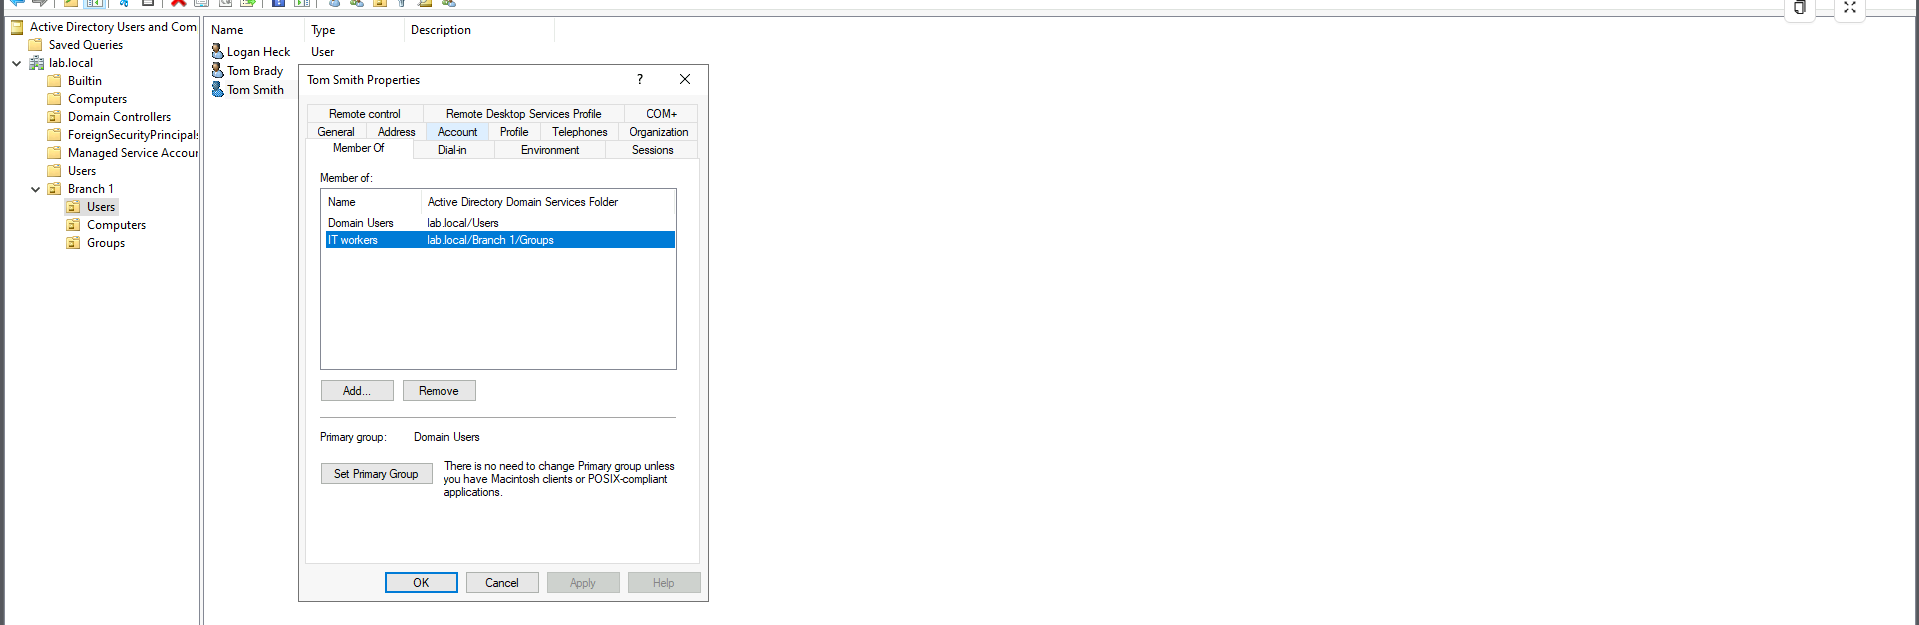 Active Directory Users and Com
Saved Queries
lab.local
Builtin
Computers
Domain Controllers
ForeignSecurityPrincipals
Managed Service Accour
Users
Branch 1
Users
Computers
Groups
Name Type Description
Logan Heck User
Tom Brady
Tom Smith
Tom Smith Properties
Remote control Remote Desktop Services Profile COM+
General Address Account Profile Telephones Organization
Member Of Dial-in Environment Sessions
Member of:
Name Active Directory Domain Services Folder
Domain Users lab.local/Users
IT workers lab.local/Branch 1/Groups
Add... Remove
Primary group: Domain Users
Set Primary Group
There is no need to change Primary group unless
you have Macintosh clients or POSIX-compliant
applications.
OK Cancel Apply Help